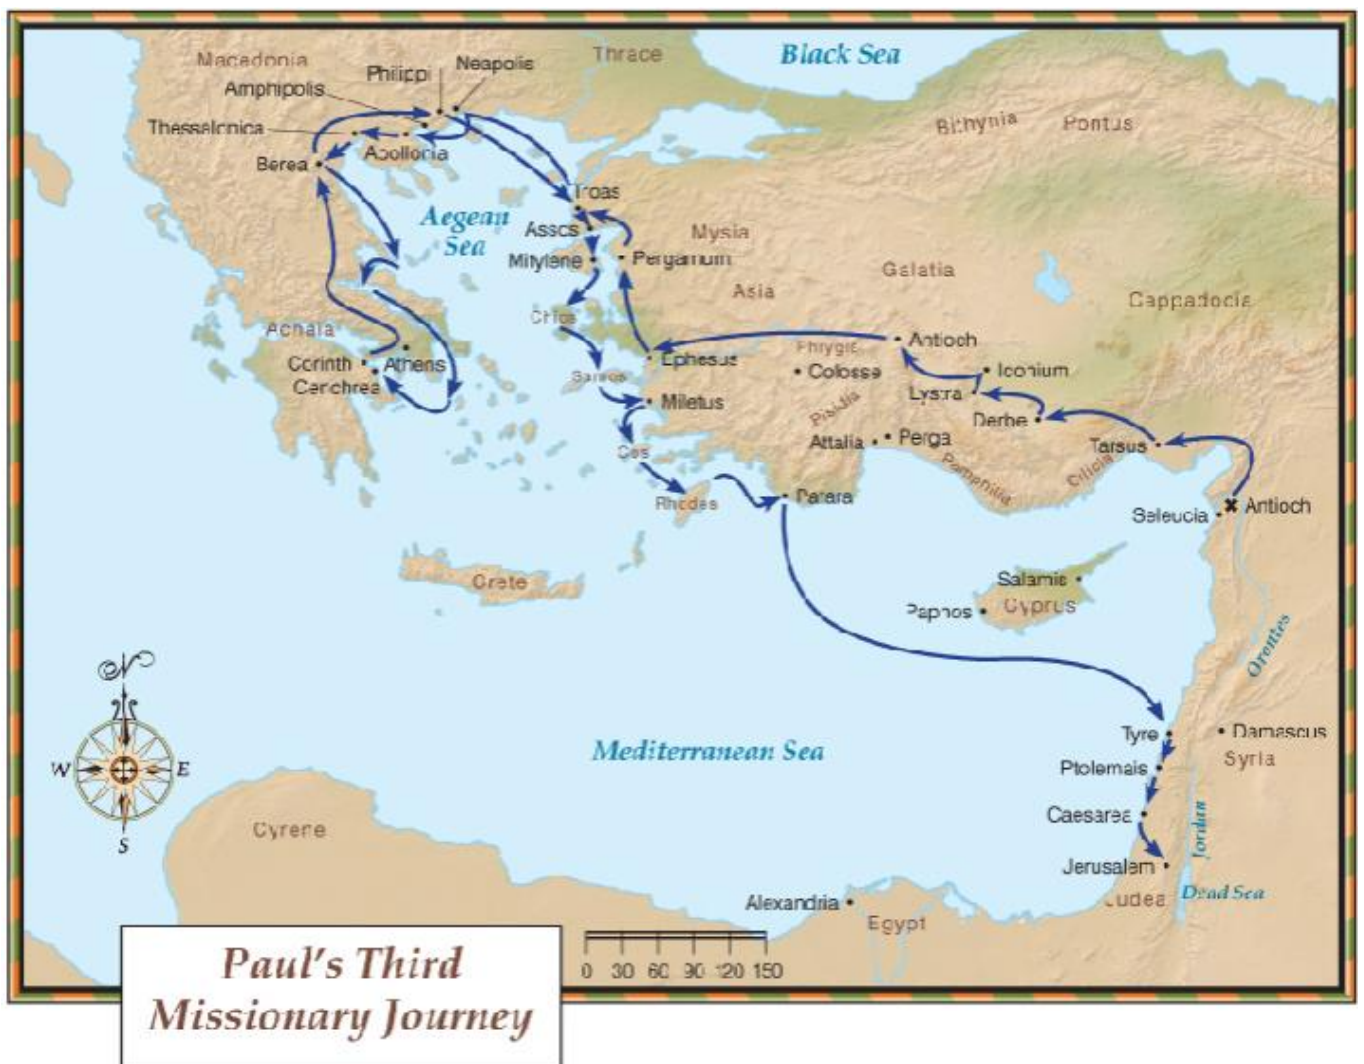 Black Sea
Thrace
Macedonia
Neapolis
Philippi
Amphipolis
Thessalonica
Apollonia
Berea
Bithynia
Pontus
Troas
Aegean
Sea
Assos
Mysia
Mitylene
Pergamum
Galatia
Asia
Cappadocia
Chios
Achaia
Antioch
Phrygia
Corinth
Athens
Ephesus
Colosse
Iconium
Cenchrea
Samos
Lystra
Miletus
Pisidia
Derbe
Attalia
Perga
Tarsus
Cos
Pamphilia
Cilicia
Rhodes
Patara
Seleucia
Antioch
Crete
Salamis
Paphos
Cyprus
Orontes
N
Tyre
Damascus
Mediterranean Sea
Syria
W
E
Ptolemais
Caesarea
Jordan
Cyrene
S
Jerusalem
Dead Sea
Judea
Alexandria
Egypt
0 30 60 90 120 150
Paul's Third
Missionary Journey